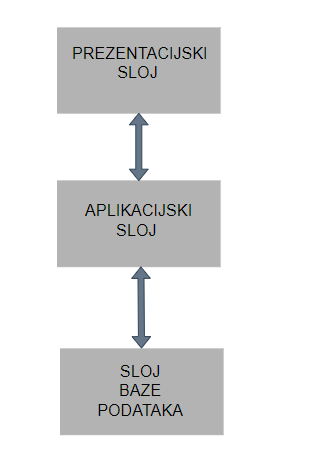 PREZENTACIJSKI
SLOJ
APLIKACIJSKI
SLOJ
SLOJ
BAZE
PODATAKA